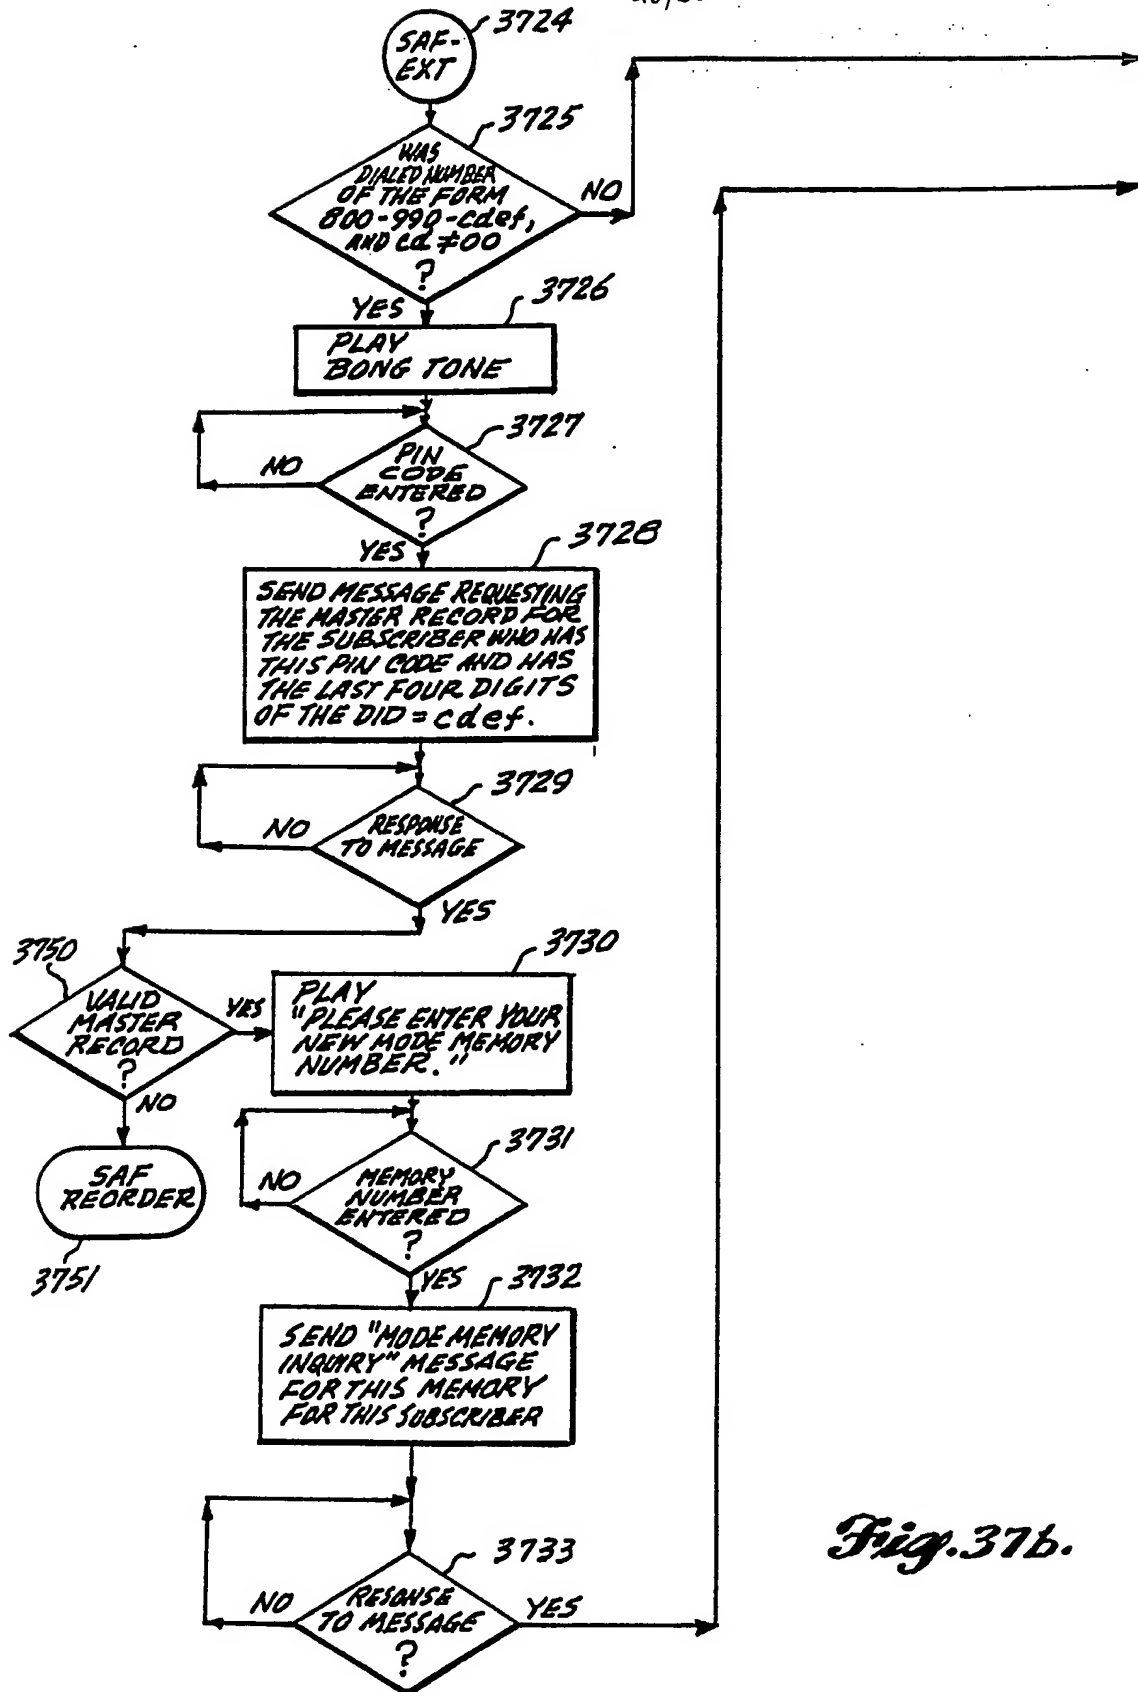 3724
SAF-
EXT
3725
WAS
DIALED NUMBER
OF THE FORM
800-990-cdef,
AND cd ≠00
?
NO
YES
3726
PLAY
BONG TONE
3727
PIN
CODE
ENTERED
?
NO
YES
3728
SEND MESSAGE REQUESTING
THE MASTER RECORD FOR
THE SUBSCRIBER WHO HAS
THIS PIN CODE AND HAS
THE LAST FOUR DIGITS
OF THE DID = cdef.
3729
RESPONSE
TO MESSAGE
NO
YES
3750
VALID
MASTER
RECORD
?
YES
NO
3730
PLAY
"PLEASE ENTER YOUR
NEW MODE MEMORY
NUMBER."
SAF
REORDER
3751
3731
MEMORY
NUMBER
ENTERED
?
NO
YES
3732
SEND "MODE MEMORY
INQUIRY" MESSAGE
FOR THIS MEMORY
FOR THIS SUBSCRIBER
3733
RESONSE
TO MESSAGE
?
NO
YES
Fig. 37b.